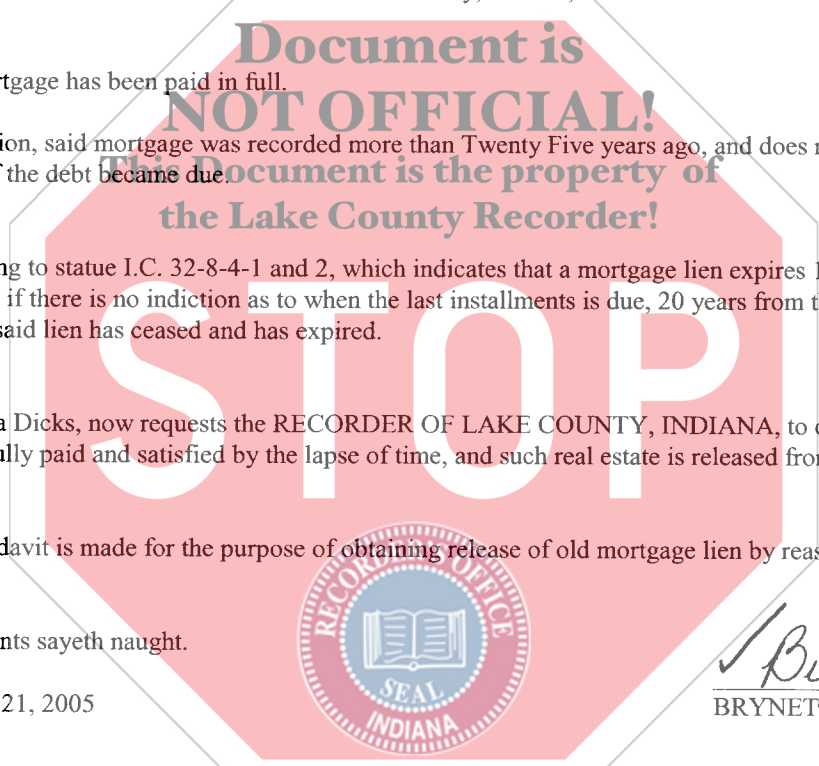 Document is
rtgage has been paid in full.
NOT OFFICIAL!
ion, said mortgage was recorded more than Twenty Five years ago, and does
This Document is the property of
the debt became due.
the Lake County Recorder!
ng to statue I.C. 32-8-4-1 and 2, which indicates that a mortgage lien expires
if there is no indiction as to when the last installments is due, 20 years from
said lien has ceased and has expired.
STOP
a Dicks, now requests the RECORDER OF LAKE COUNTY, INDIANA, to
ully paid and satisfied by the lapse of time, and such real estate is released from
davit is made for the purpose of obtaining release of old mortgage lien by reas
RECORDER'S OFFICE
nts sayeth naught.
SEAL
21, 2005
INDIANA
BRYNET